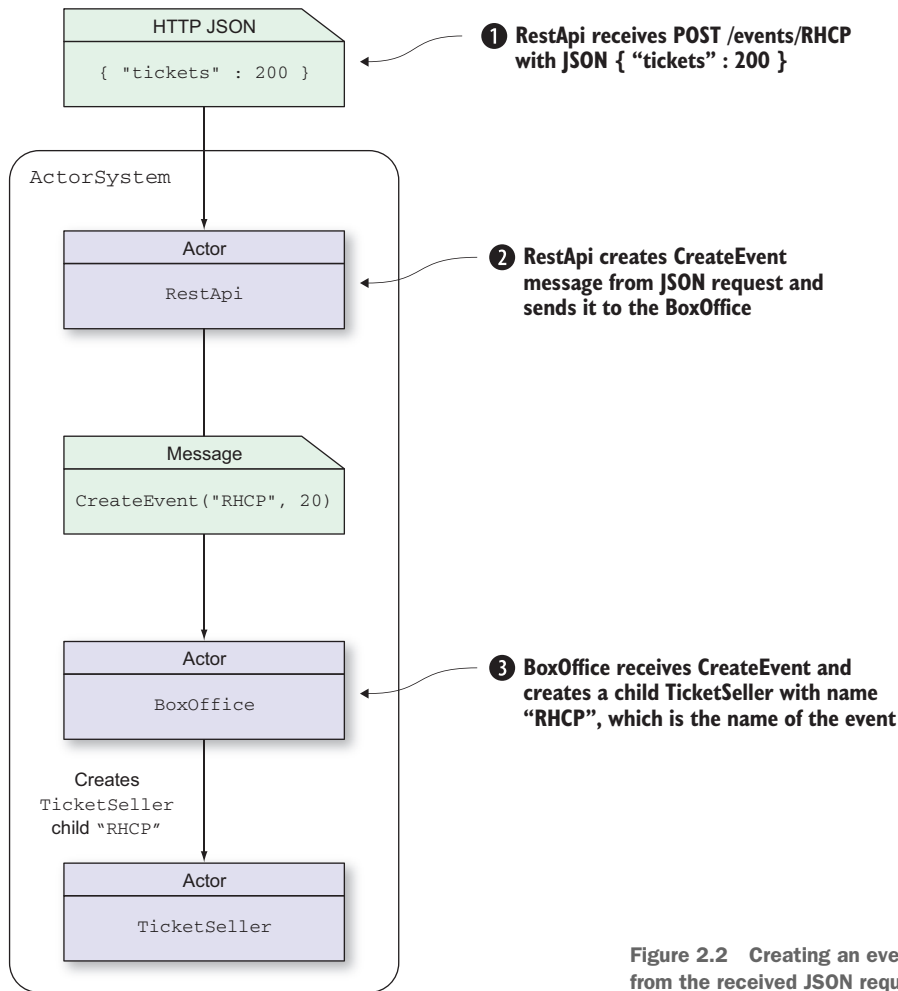 HTTP JSON
{ "tickets" : 200 }
1 RestApi receives POST /events/RHCP
with JSON { “tickets” : 200 }
ActorSystem
Actor
RestApi
2 RestApi creates CreateEvent
message from JSON request and
sends it to the BoxOffice
Message
CreateEvent("RHCP", 20)
Actor
BoxOffice
3 BoxOffice receives CreateEvent and
creates a child TicketSeller with name
“RHCP”, which is the name of the event
Creates
TicketSeller
child “RHCP”
Actor
TicketSeller
Figure 2.2 Creating an eve
from the received JSON requ